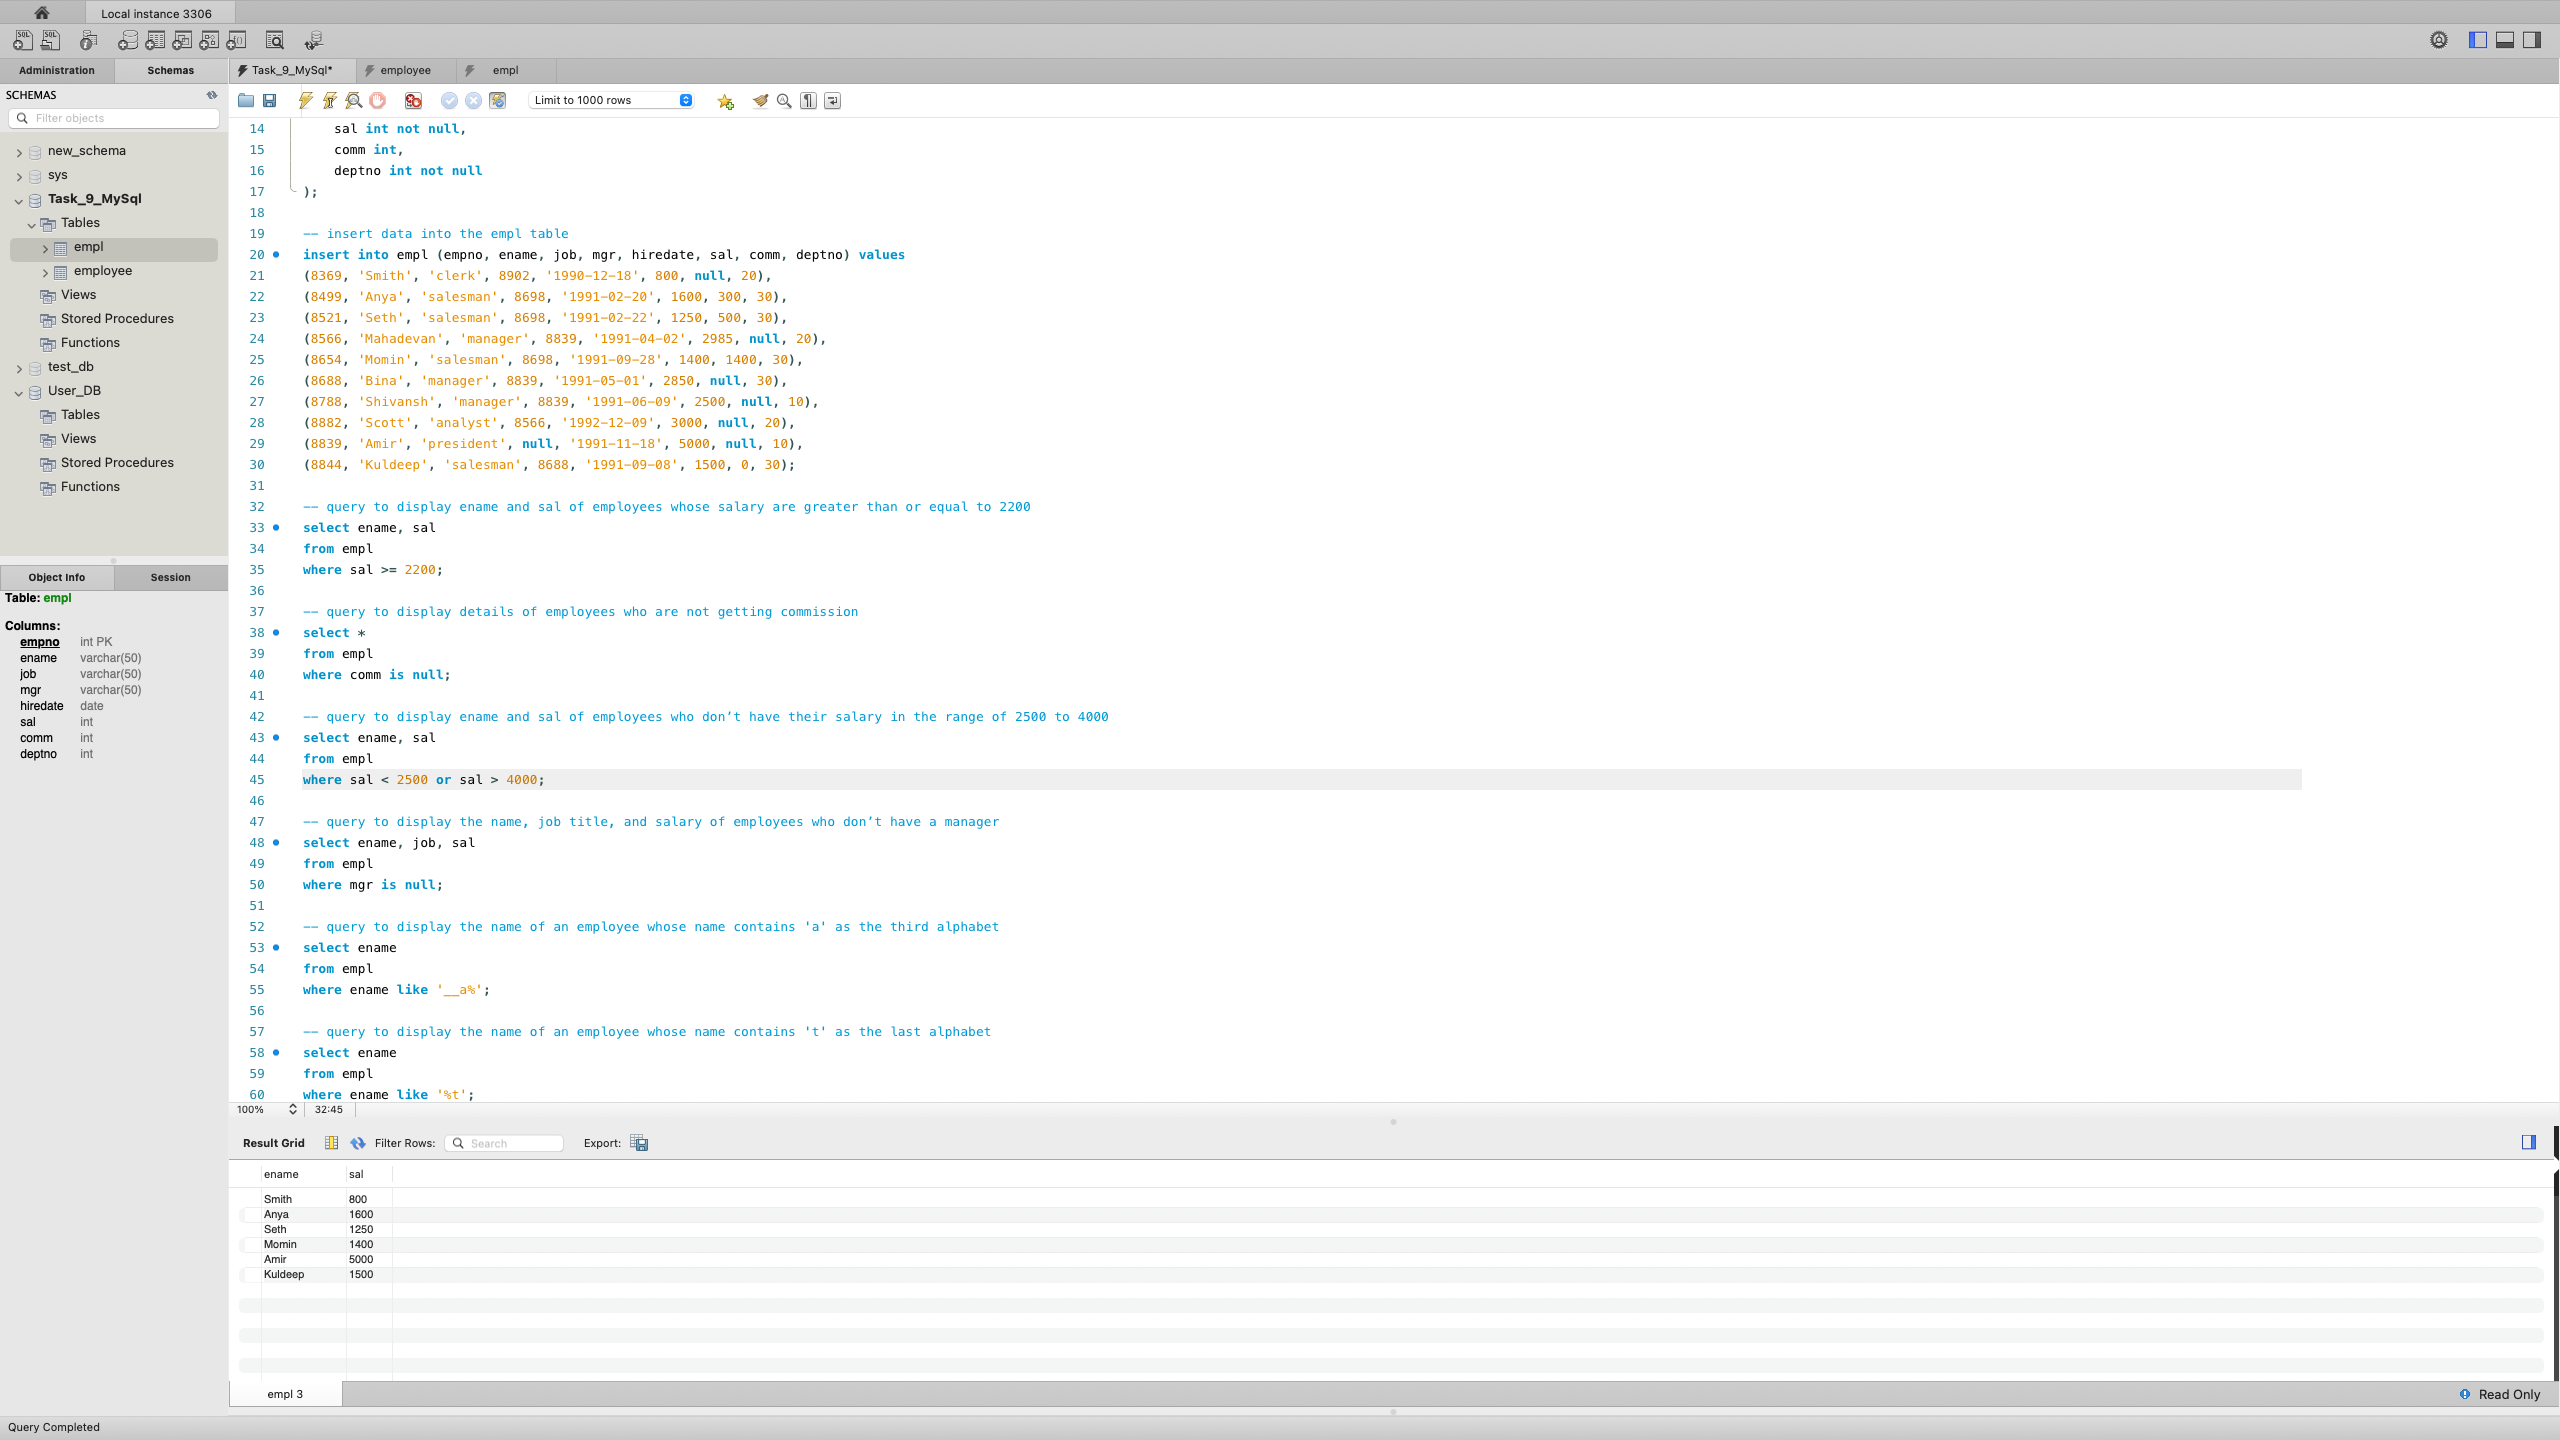 Local instance 3306
Administration Schemas
Task_9_MySql* employee empl
SCHEMAS
Filter objects
new_schema
sys
Task_9_MySql
Tables
empl
employee
Views
Stored Procedures
Functions
test_db
User_DB
Tables
Views
Stored Procedures
Functions
Object Info Session
Table: empl
Columns:
empno int PK
ename varchar(50)
job varchar(50)
mgr varchar(50)
hiredate date
sal int
comm int
deptno int
Limit to 1000 rows
14 sal int not null,
15 comm int,
16 deptno int not null
17 );
18
19 -- insert data into the empl table
20 insert into empl (empno, ename, job, mgr, hiredate, sal, comm, deptno) values
21 (8369, 'Smith', 'clerk', 8902, '1990-12-18', 800, null, 20),
22 (8499, 'Anya', 'salesman', 8698, '1991-02-20', 1600, 300, 30),
23 (8521, 'Seth', 'salesman', 8698, '1991-02-22', 1250, 500, 30),
24 (8566, 'Mahadevan', 'manager', 8839, '1991-04-02', 2985, null, 20),
25 (8654, 'Momin', 'salesman', 8698, '1991-09-28', 1400, 1400, 30),
26 (8688, 'Bina', 'manager', 8839, '1991-05-01', 2850, null, 30),
27 (8788, 'Shivansh', 'manager', 8839, '1991-06-09', 2500, null, 10),
28 (8882, 'Scott', 'analyst', 8566, '1992-12-09', 3000, null, 20),
29 (8839, 'Amir', 'president', null, '1991-11-18', 5000, null, 10),
30 (8844, 'Kuldeep', 'salesman', 8688, '1991-09-08', 1500, 0, 30);
31
32 -- query to display ename and sal of employees whose salary are greater than or equal to 2200
33 select ename, sal
34 from empl
35 where sal >= 2200;
36
37 -- query to display details of employees who are not getting commission
38 select *
39 from empl
40 where comm is null;
41
42 -- query to display ename and sal of employees who don’t have their salary in the range of 2500 to 4000
43 select ename, sal
44 from empl
45 where sal < 2500 or sal > 4000;
46
47 -- query to display the name, job title, and salary of employees who don’t have a manager
48 select ename, job, sal
49 from empl
50 where mgr is null;
51
52 -- query to display the name of an employee whose name contains 'a' as the third alphabet
53 select ename
54 from empl
55 where ename like '__a%';
56
57 -- query to display the name of an employee whose name contains 't' as the last alphabet
58 select ename
59 from empl
60 where ename like '%t';
100% 32:45
Result Grid Filter Rows: Search Export:
ename sal
Smith 800
Anya 1600
Seth 1250
Momin 1400
Amir 5000
Kuldeep 1500
empl 3 Read Only
Query Completed